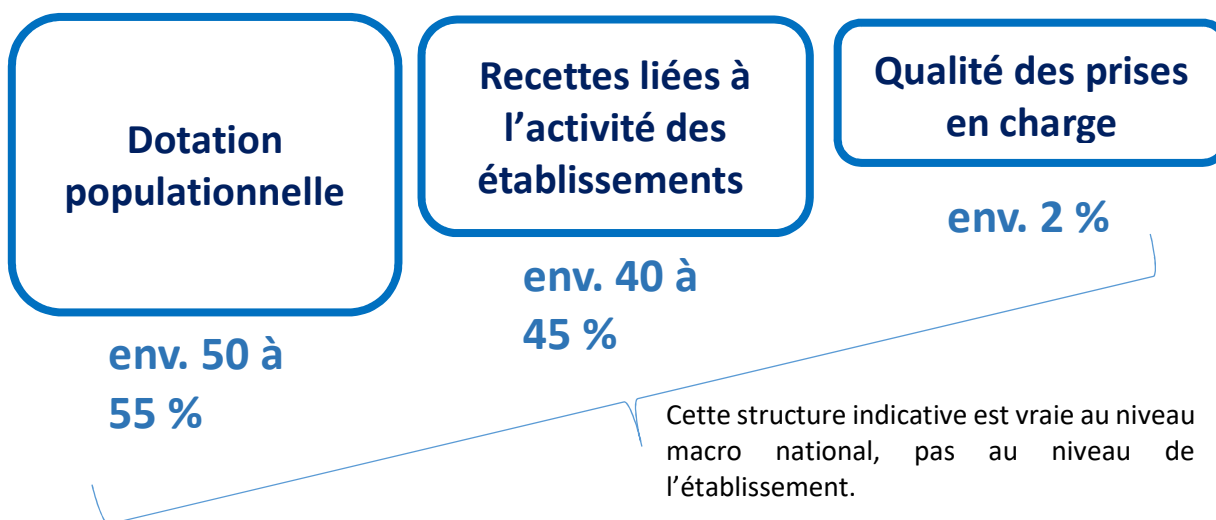 Dotation
populationnelle
env. 50 à
55 %
Recettes liées à
l’activité des
établissements
env. 40 à
45 %
Qualité des prises
en charge
env. 2 %
Cette structure indicative est vraie au niveau
macro national, pas au niveau de
l’établissement.